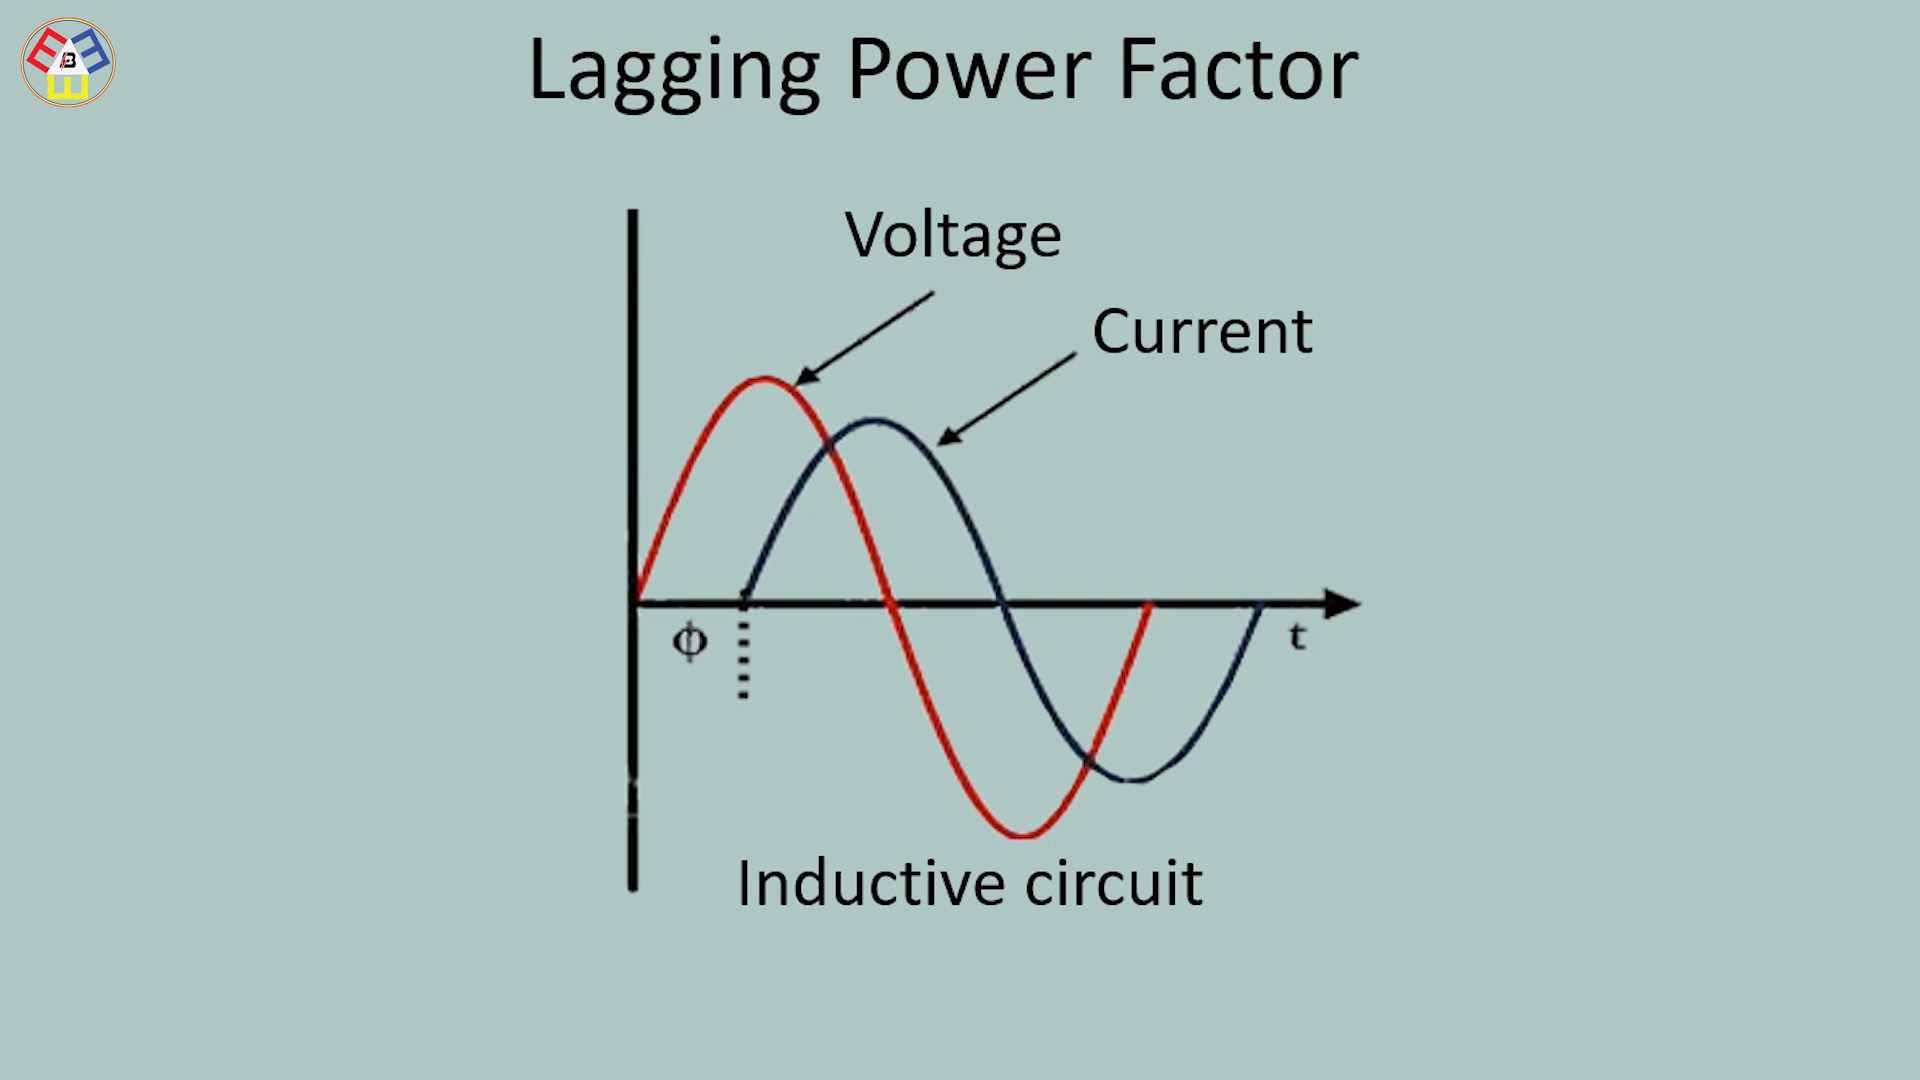 Lagging Power Factor
Voltage
Current
ϕ
t
Inductive circuit